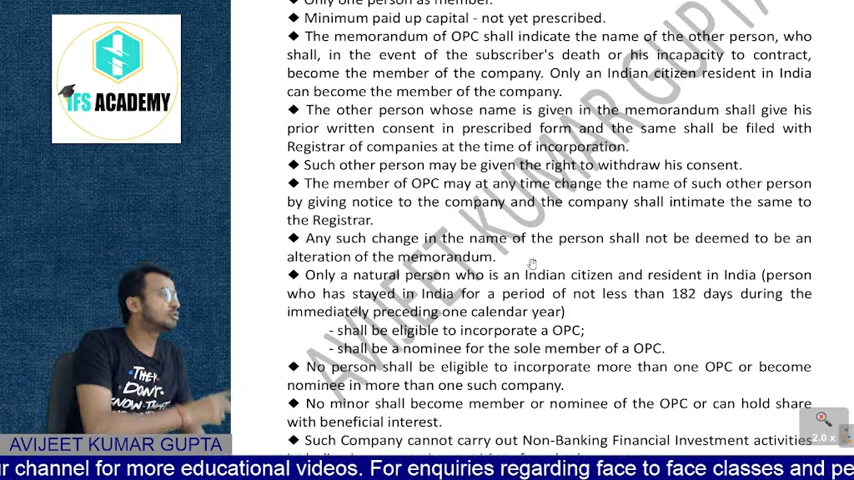 Only one person as member.
◆ Minimum paid up capital - not yet prescribed.
◆ The memorandum of OPC shall indicate the name of the other person, who
shall, in the event of the subscriber's death or his incapacity to contract,
become the member of the company. Only an Indian citizen resident in India
can become the member of the company.
◆ The other person whose name is given in the memorandum shall give his
prior written consent in prescribed form and the same shall be filed with
Registrar of companies at the time of incorporation.
◆ Such other person may be given the right to withdraw his consent.
◆ The member of OPC may at any time change the name of such other person
by giving notice to the company and the company shall intimate the same to
the Registrar.
◆ Any such change in the name of the person shall not be deemed to be an
alteration of the memorandum.
◆ Only a natural person who is an Indian citizen and resident in India (person
who has stayed in India for a period of not less than 182 days during the
immediately preceding one calendar year)
- shall be eligible to incorporate a OPC;
- shall be a nominee for the sole member of a OPC.
◆ No person shall be eligible to incorporate more than one OPC or become
nominee in more than one such company.
◆ No minor shall become member or nominee of the OPC or can hold share
with beneficial interest.
◆ Such Company cannot carry out Non-Banking Financial Investment activities
AVIJEET KUMAR GUPTA
IFS ACADEMY
THEY
DON'T
KNOW THAT
2.0 x
AVIJEET KUMAR GUPTA
ur channel for more educational videos. For enquiries regarding face to face classes and pe